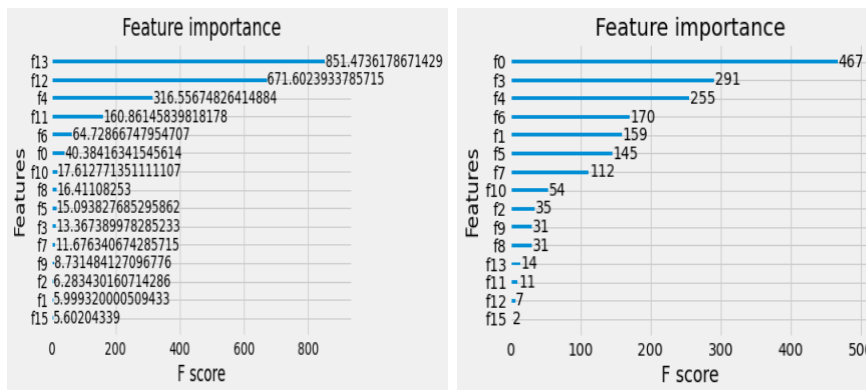 Feature importance
f13 851.4736178671429
f12 671.6023933785715
f4 316.55674826414884
f11 160.86145839818178
f6 64.72866747954707
f0 40.38416341545614
f10 17.612771351111107
f8 16.41108253
f5 15.093827685295862
f3 13.367389978285233
f7 11.676340674285715
f9 8.731484127096776
f2 6.283430160714286
f1 5.999320000509433
f15 5.60204339
Features
0 200 400 600 800
F score
Feature importance
f0 467
f3 291
f4 255
f6 170
f1 159
f5 145
f7 112
f10 54
f2 35
f9 31
f8 31
f13 14
f11 11
f12 7
f15 2
Features
0 100 200 300 400 50
F score